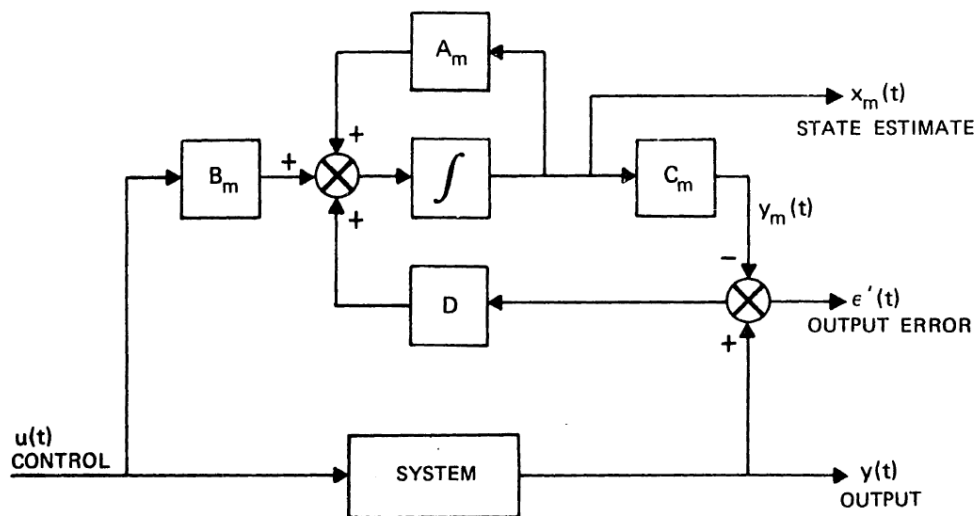 A_m
x_m(t)
STATE ESTIMATE
+
B_m
+
∫
C_m
+
y_m(t)
−
D
ϵ'(t)
OUTPUT ERROR
+
u(t)
CONTROL
SYSTEM
y(t)
OUTPUT